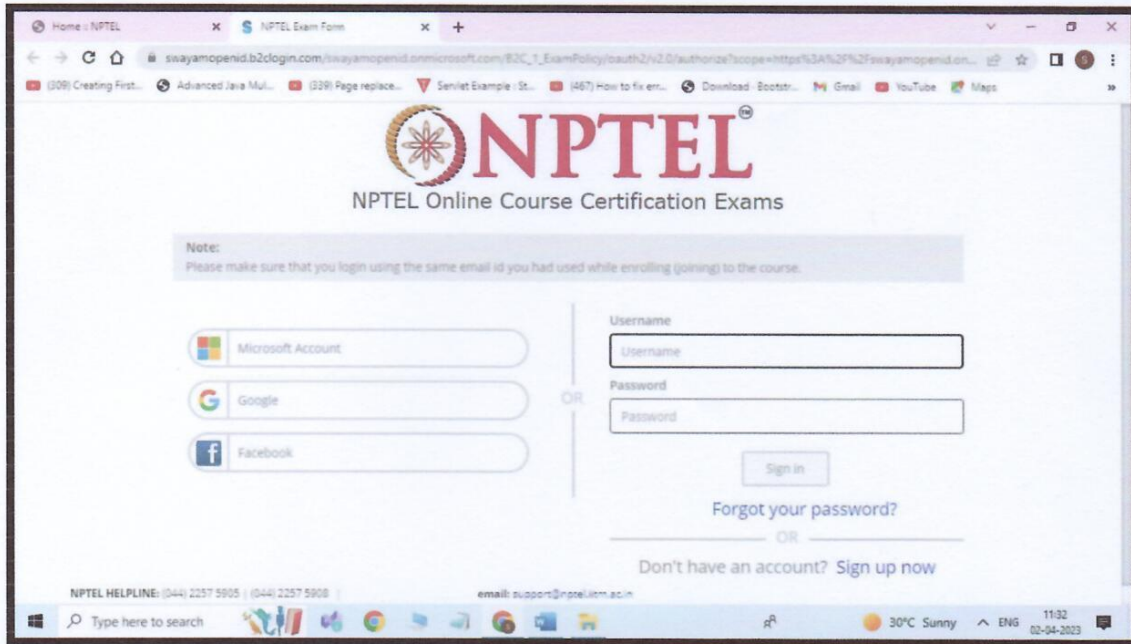 Home :: NPTEL
NPTEL Exam Form
swayamopenid.b2clogin.com/swayamopenid.onmicrosoft.com/B2C_1_ExamPolicy/oauth2/v2.0/authorize?scope=https%3A%2F%2Fswayamopenid.on...
(309) Creating First... Advanced Java Mul... (339) Page replace... Servlet Example : St... (467) How to fix err... Download · Bootstr... Gmail YouTube Maps
NPTEL
NPTEL Online Course Certification Exams
Note:
Please make sure that you login using the same email id you had used while enrolling (joining) to the course.
Microsoft Account
Google
Facebook
OR
Username
Username
Password
Password
Sign in
Forgot your password?
OR
Don't have an account? Sign up now
NPTEL HELPLINE: (044) 2257 5905 | (044) 2257 5908 | email: support@nptel.iitm.ac.in
Type here to search
30°C Sunny ENG 11:32
02-04-2023